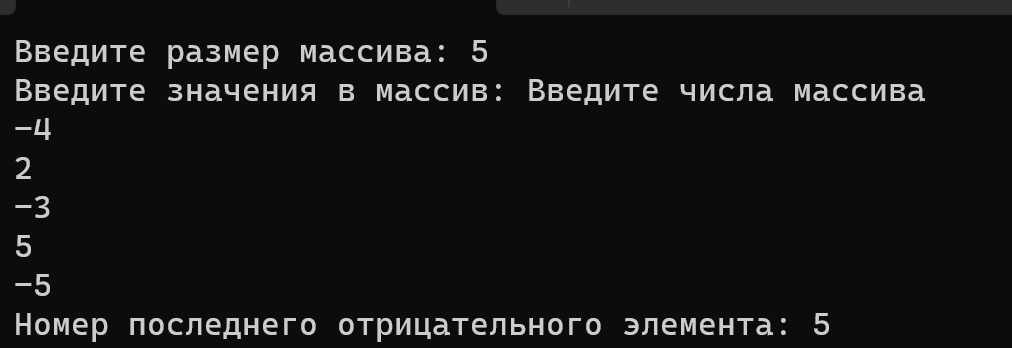 Введите размер массива: 5
Введите значения в массив: Введите числа массива
-4
2
-3
5
-5
Номер последнего отрицательного элемента: 5